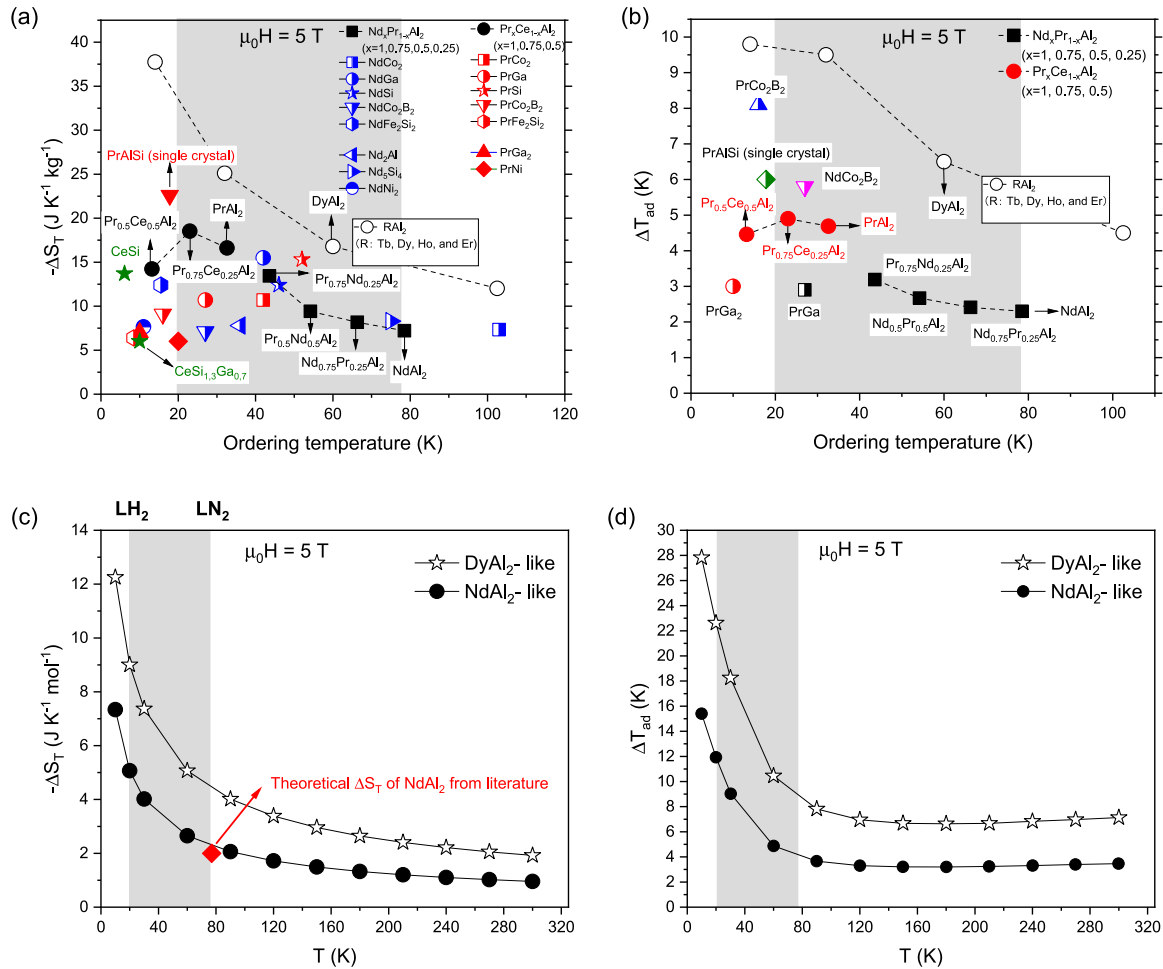 (a)
μ₀H = 5 T
40
35
30
25
20
15
10
5
0
-ΔS_T (J K⁻¹ kg⁻¹)
0 20 40 60 80 100 120
Ordering temperature (K)
NdₓPr₁₋ₓAl₂
(x=1,0.75,0.5,0.25)
NdCo₂
NdGa
NdSi
NdCo₂B₂
NdFe₂Si₂
Nd₂Al
Nd₅Si₄
NdNi₂
PrₓCe₁₋ₓAl₂
(x=1,0.75,0.5)
PrCo₂
PrGa
PrSi
PrCo₂B₂
PrFe₂Si₂
PrGa₂
PrNi
PrAlSi (single crystal)
Pr₀.₅Ce₀.₅Al₂
PrAl₂
DyAl₂
RAl₂
(R: Tb, Dy, Ho, and Er)
CeSi
Pr₀.₇₅Ce₀.₂₅Al₂
Pr₀.₇₅Nd₀.₂₅Al₂
Pr₀.₅Nd₀.₅Al₂
Nd₀.₇₅Pr₀.₂₅Al₂
NdAl₂
CeSi₁,₃Ga₀,₇
(b)
μ₀H = 5 T
10
9
8
7
6
5
4
3
2
1
0
ΔT_ad (K)
0 20 40 60 80 100
Ordering temperature (K)
NdₓPr₁₋ₓAl₂
(x=1, 0.75, 0.5, 0.25)
PrₓCe₁₋ₓAl₂
(x=1, 0.75, 0.5)
PrCo₂B₂
PrAlSi (single crystal)
NdCo₂B₂
DyAl₂
RAl₂
(R: Tb, Dy, Ho, and Er)
Pr₀.₅Ce₀.₅Al₂
PrAl₂
Pr₀.₇₅Ce₀.₂₅Al₂
Pr₀.₇₅Nd₀.₂₅Al₂
PrGa₂
PrGa
Nd₀.₅Pr₀.₅Al₂
Nd₀.₇₅Pr₀.₂₅Al₂
NdAl₂
(c)
LH₂ LN₂
μ₀H = 5 T
DyAl₂- like
NdAl₂- like
14
12
10
8
6
4
2
0
-ΔS_T (J K⁻¹ mol⁻¹)
Theoretical ΔS_T of NdAl₂ from literature
0 40 80 120 160 200 240 280 320
T (K)
(d)
μ₀H = 5 T
DyAl₂- like
NdAl₂- like
30
28
26
24
22
20
18
16
14
12
10
8
6
4
2
0
ΔT_ad (K)
0 40 80 120 160 200 240 280 320
T (K)